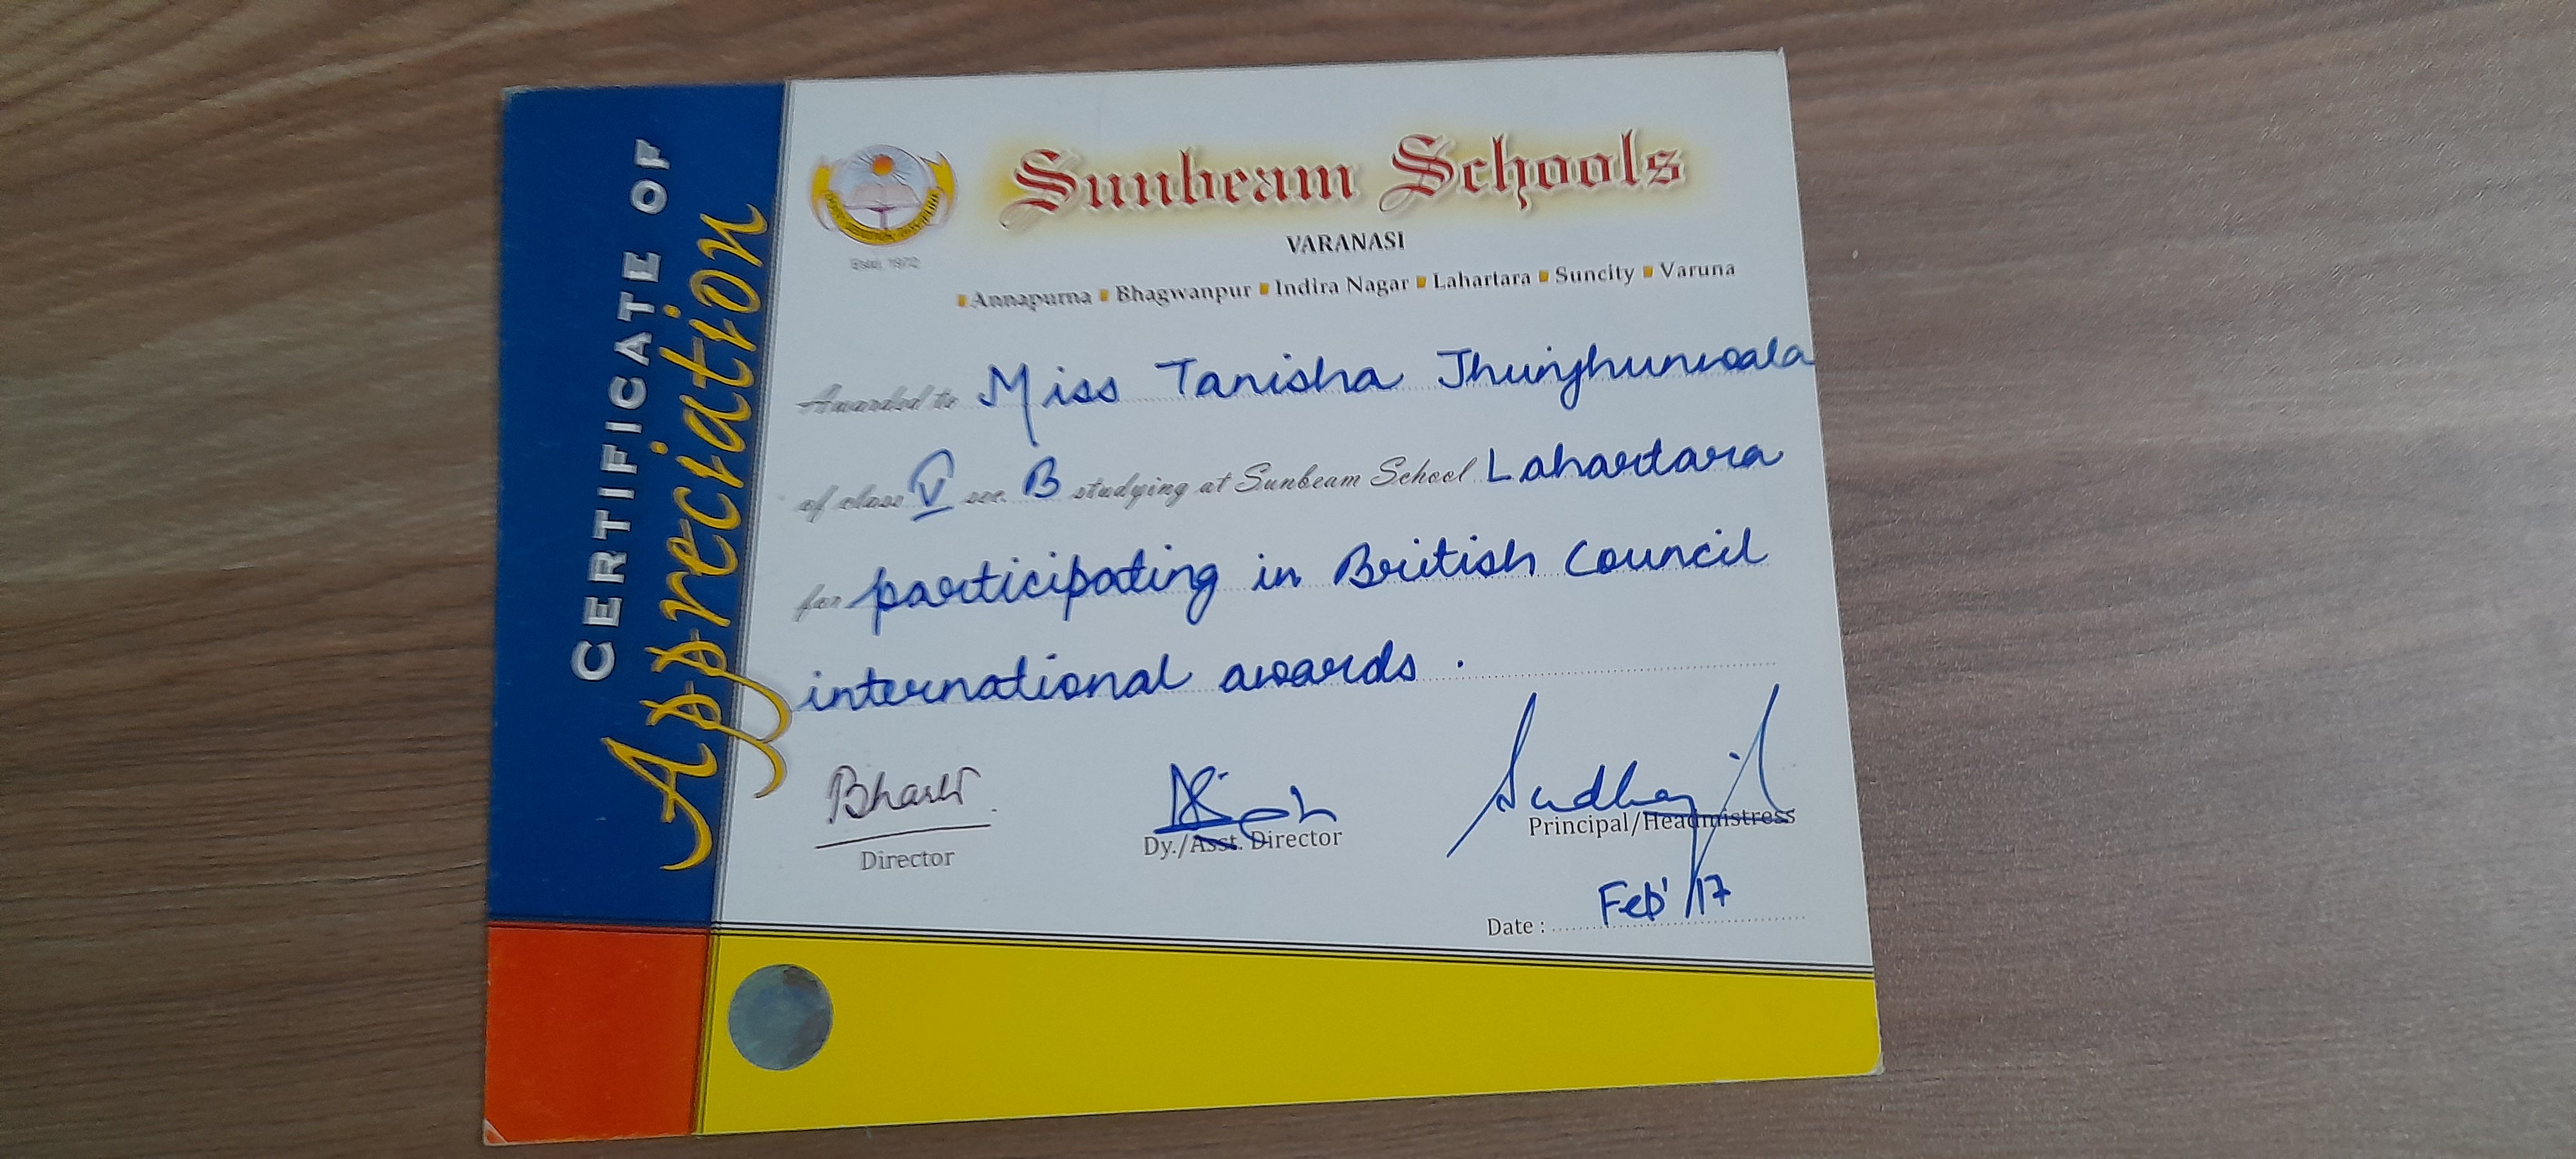 CERTIFICATE OF
Appreciation
Sunbeam Schools
VARANASI
Estd. 1972
Annapurna Bhagwanpur Indira Nagar Lahartara Suncity Varuna
Awarded to Miss Tanisha Jhunjhunwala
of class V sec. B studying at Sunbeam School Lahartara
for participating in British Council
international awards.
Director
Dy./Asst. Director
Principal/Headmistress
Date : Feb' 17